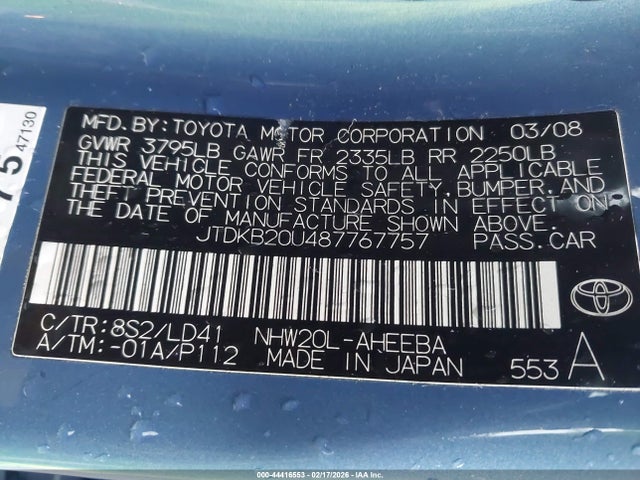 MFD.BY:TOYOTA MOTOR CORPORATION 03/08
GVWR 3795LB GAWR FR 2335LB RR 2250LB
THIS VEHICLE CONFORMS TO ALL APPLICABLE
FEDERAL MOTOR VEHICLE SAFETY, BUMPER, AND
THEFT PREVENTION STANDARDS IN EFFECT ON
THE DATE OF MANUFACTURE SHOWN ABOVE.
JTDKB20U487767757 PASS.CAR
C/TR:8S2/LD41 NHW20L-AHEEBA
A/TM:-01A/P112 MADE IN JAPAN 553 A
47130
000-44416553 02/17/2026 - IAA Inc.